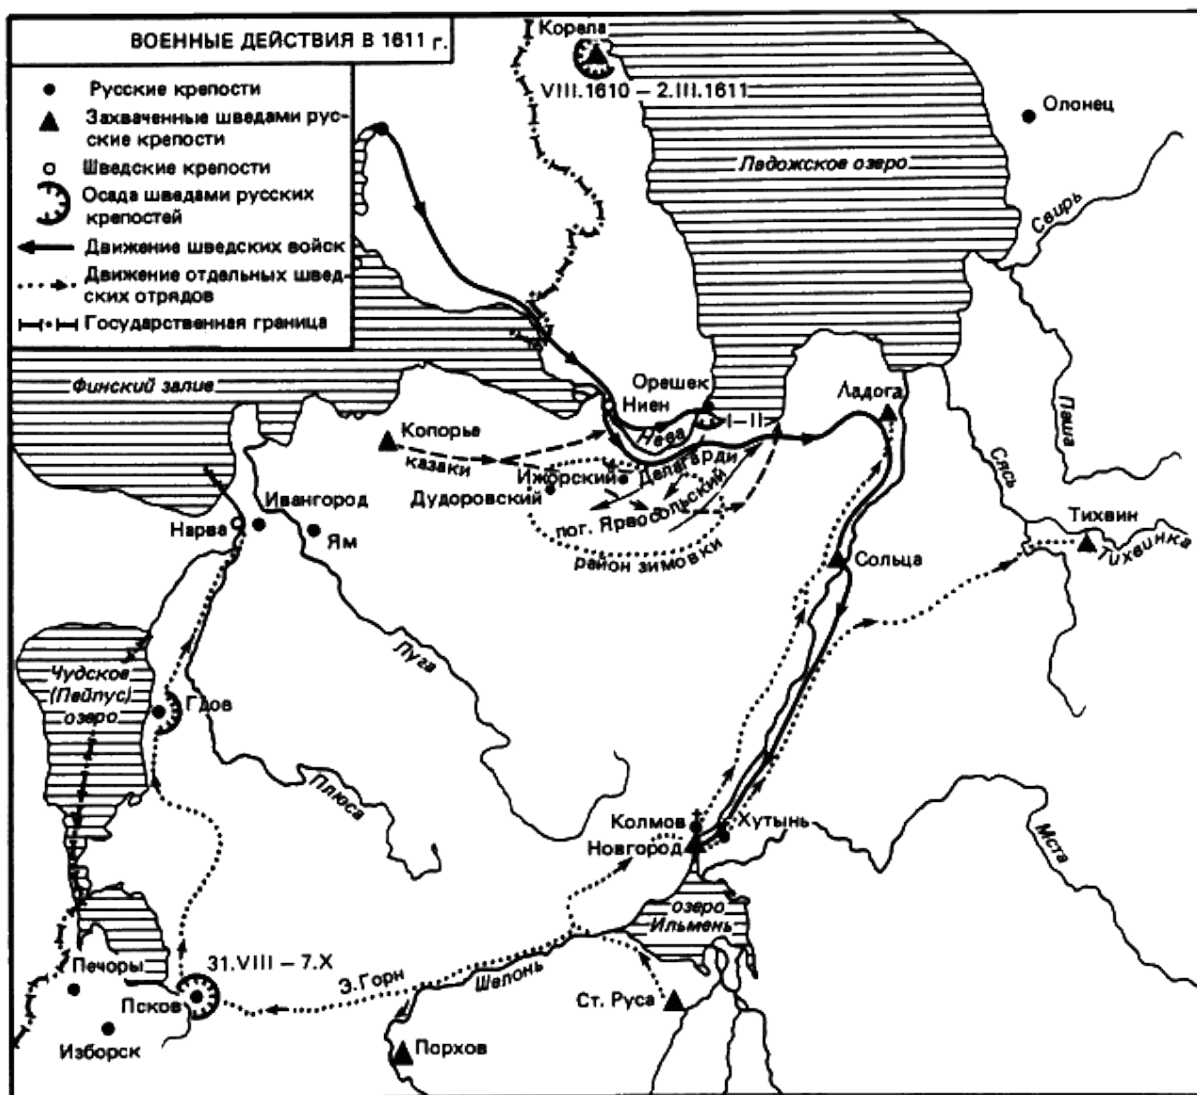 ВОЕННЫЕ ДЕЙСТВИЯ В 1611 г.
Русские крепости
Захваченные шведами рус-
ские крепости
Шведские крепости
Осада шведами русских
крепостей
Движение шведских войск
Движение отдельных швед-
ских отрядов
Государственная граница
Корела
VIII.1610 – 2.III.1611
Олонец
Ладожское озеро
Свирь
Финский залив
Орешек
Ниен
I–II
Нева
Ладога
Паша
Сясь
Копорье
казаки
Ижорский
Делагарди
Дудоровский
пог. Ярвосольский
район зимовки
Ивангород
Нарва
Ям
Тихвин
Тихвинка
Сольца
Луга
Чудское
(Пейпус)
озеро
Гдов
Плюса
Колмов
Хутынь
Новгород
Мста
озеро
Ильмень
Печоры
31.VIII – 7.X
Псков
Э.Горн
Шелонь
Ст. Руса
Изборск
Порхов